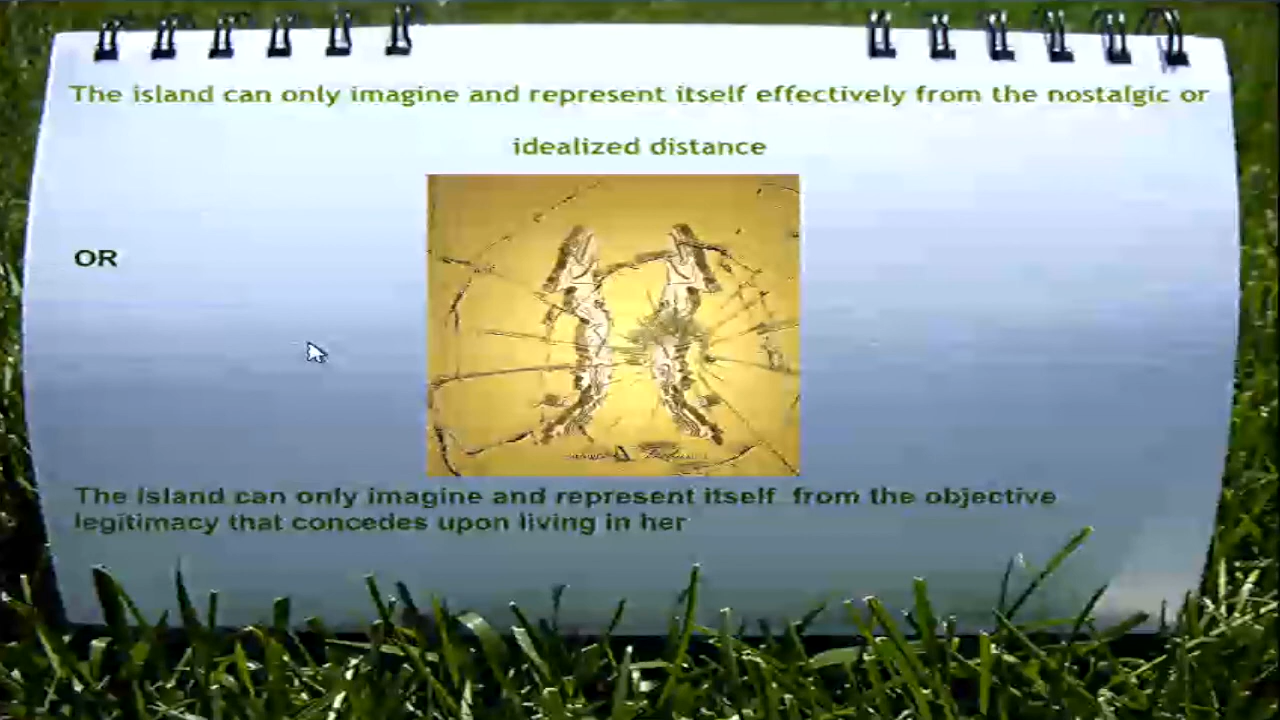 The island can only imagine and represent itself effectively from the nostalgic or
idealized distance
OR
The island can only imagine and represent itself from the objective
legitimacy that concedes upon living in her